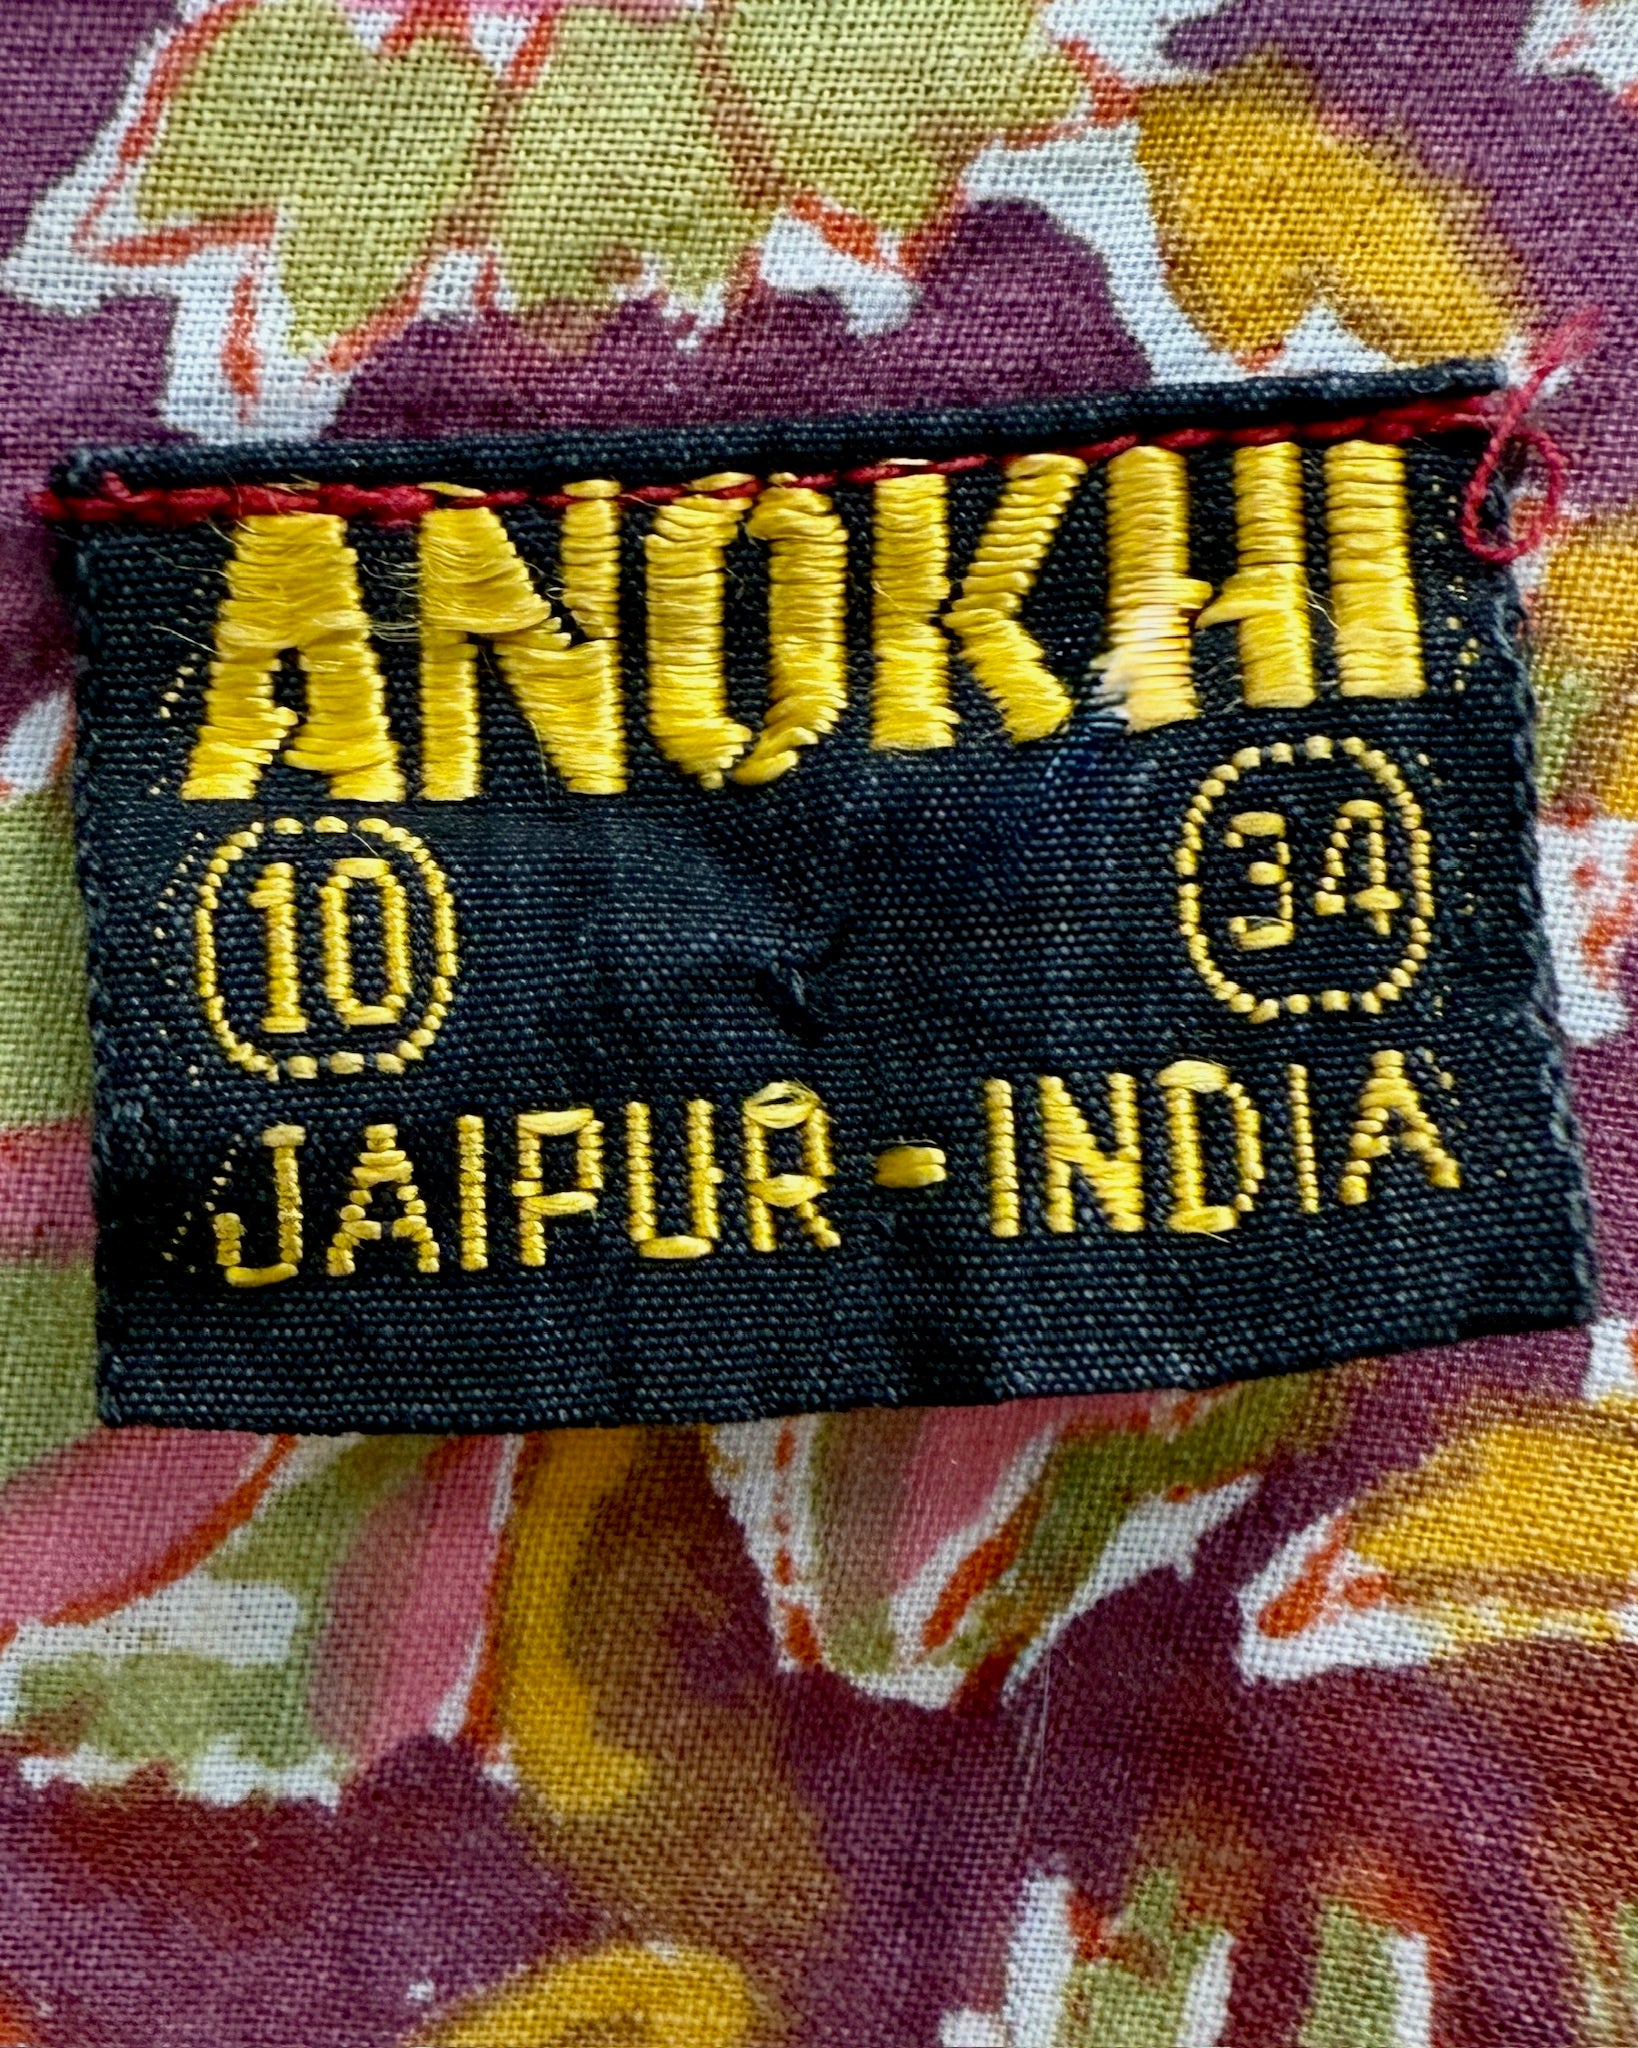 ANOKHI
10 34
JAIPUR - INDIA